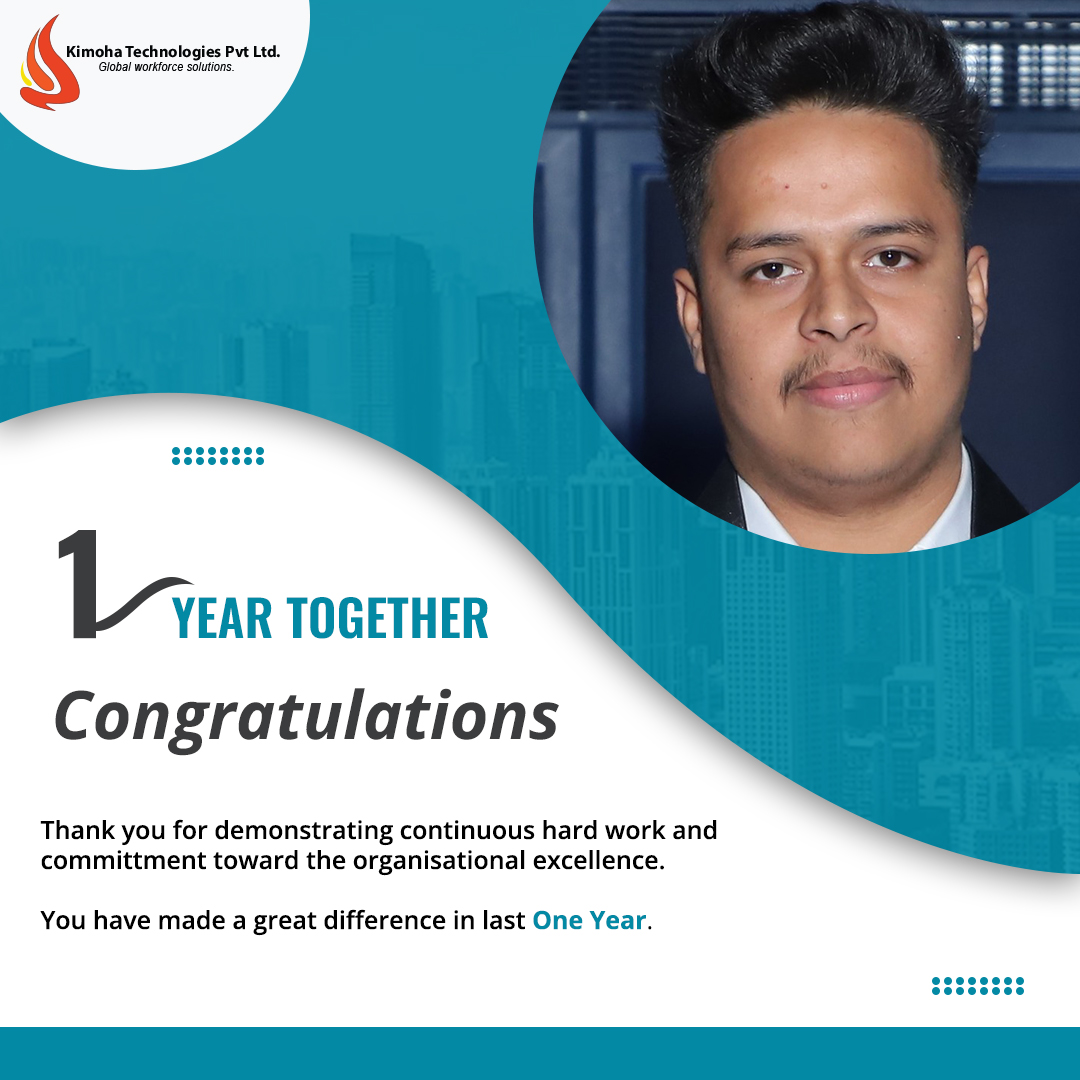 Kimoha Technologies Pvt Ltd.
Global workforce solutions.
1
YEAR TOGETHER
Congratulations
Thank you for demonstrating continuous hard work and
committment toward the organisational excellence.
You have made a great difference in last One Year.